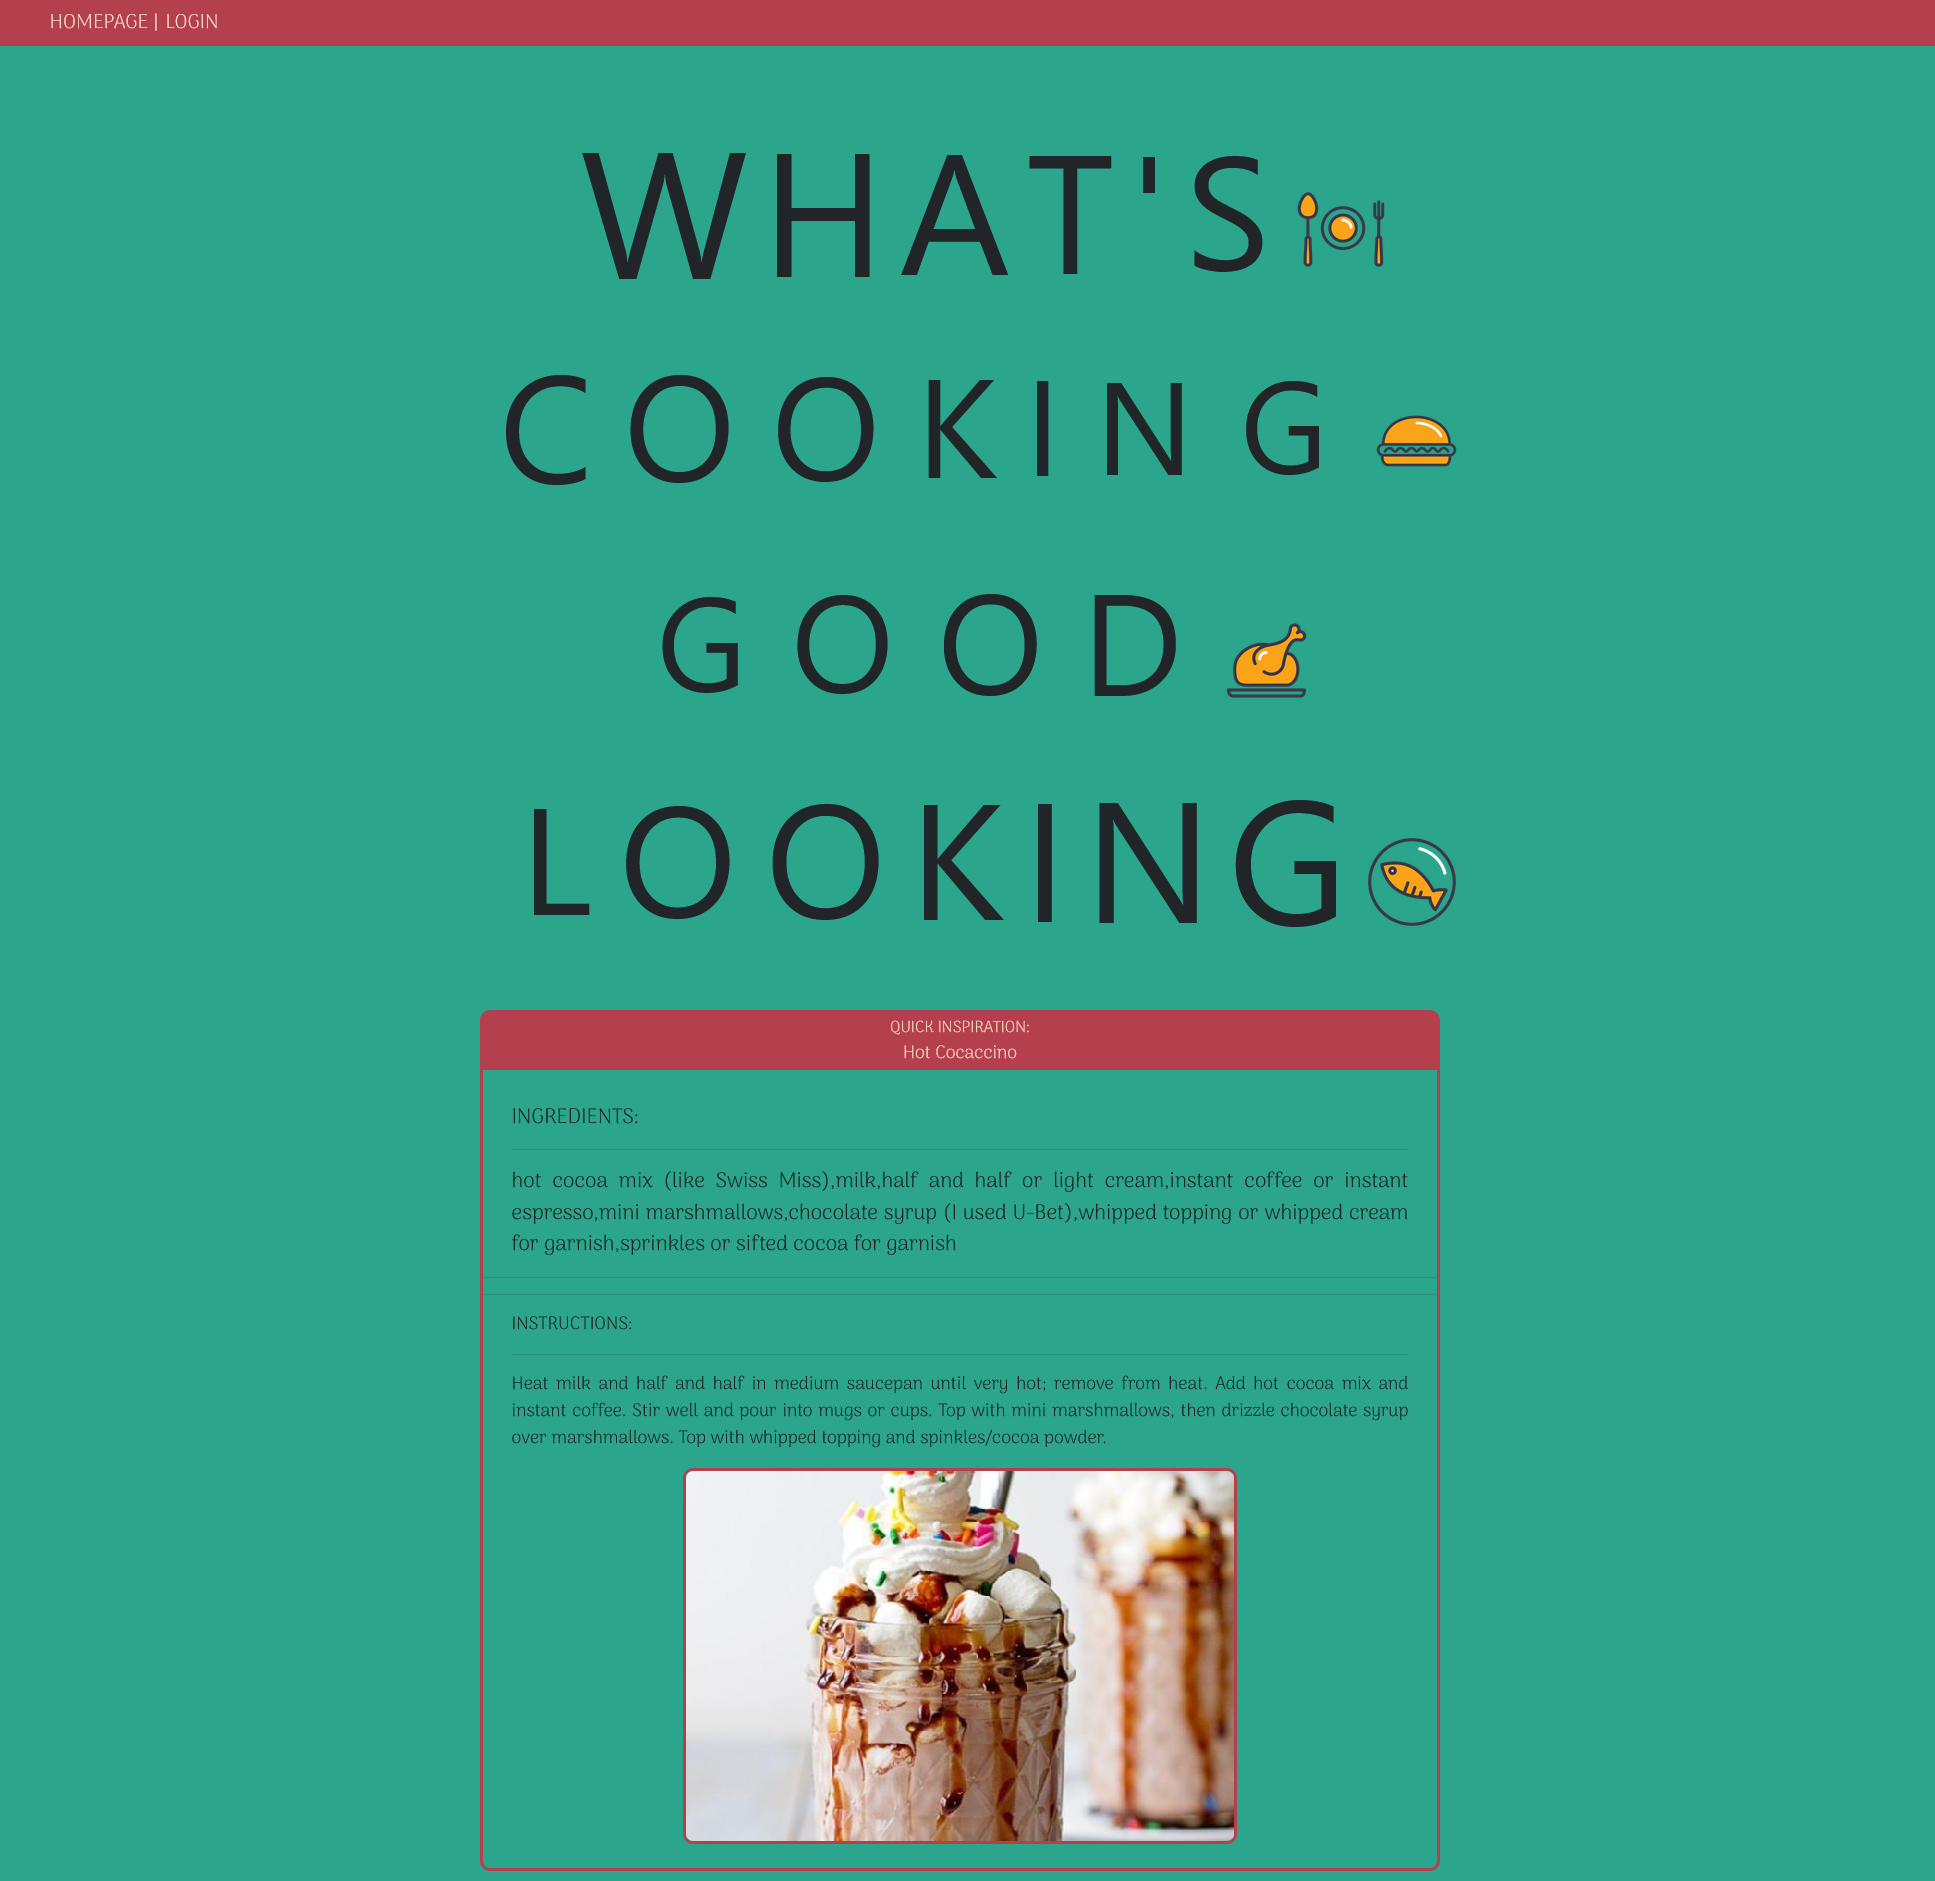 HOMEPAGE | LOGIN
WHAT'S
COOKING
GOOD
LOOKING
QUICK INSPIRATION:
Hot Cocaccino
INGREDIENTS:
hot cocoa mix (like Swiss Miss),milk,half and half or light cream,instant coffee or instant
espresso,mini marshmallows,chocolate syrup (I used U-Bet),whipped topping or whipped cream
for garnish,sprinkles or sifted cocoa for garnish
INSTRUCTIONS:
Heat milk and half and half in medium saucepan until very hot; remove from heat. Add hot cocoa mix and
instant coffee. Stir well and pour into mugs or cups. Top with mini marshmallows, then drizzle chocolate syrup
over marshmallows. Top with whipped topping and spinkles/cocoa powder.